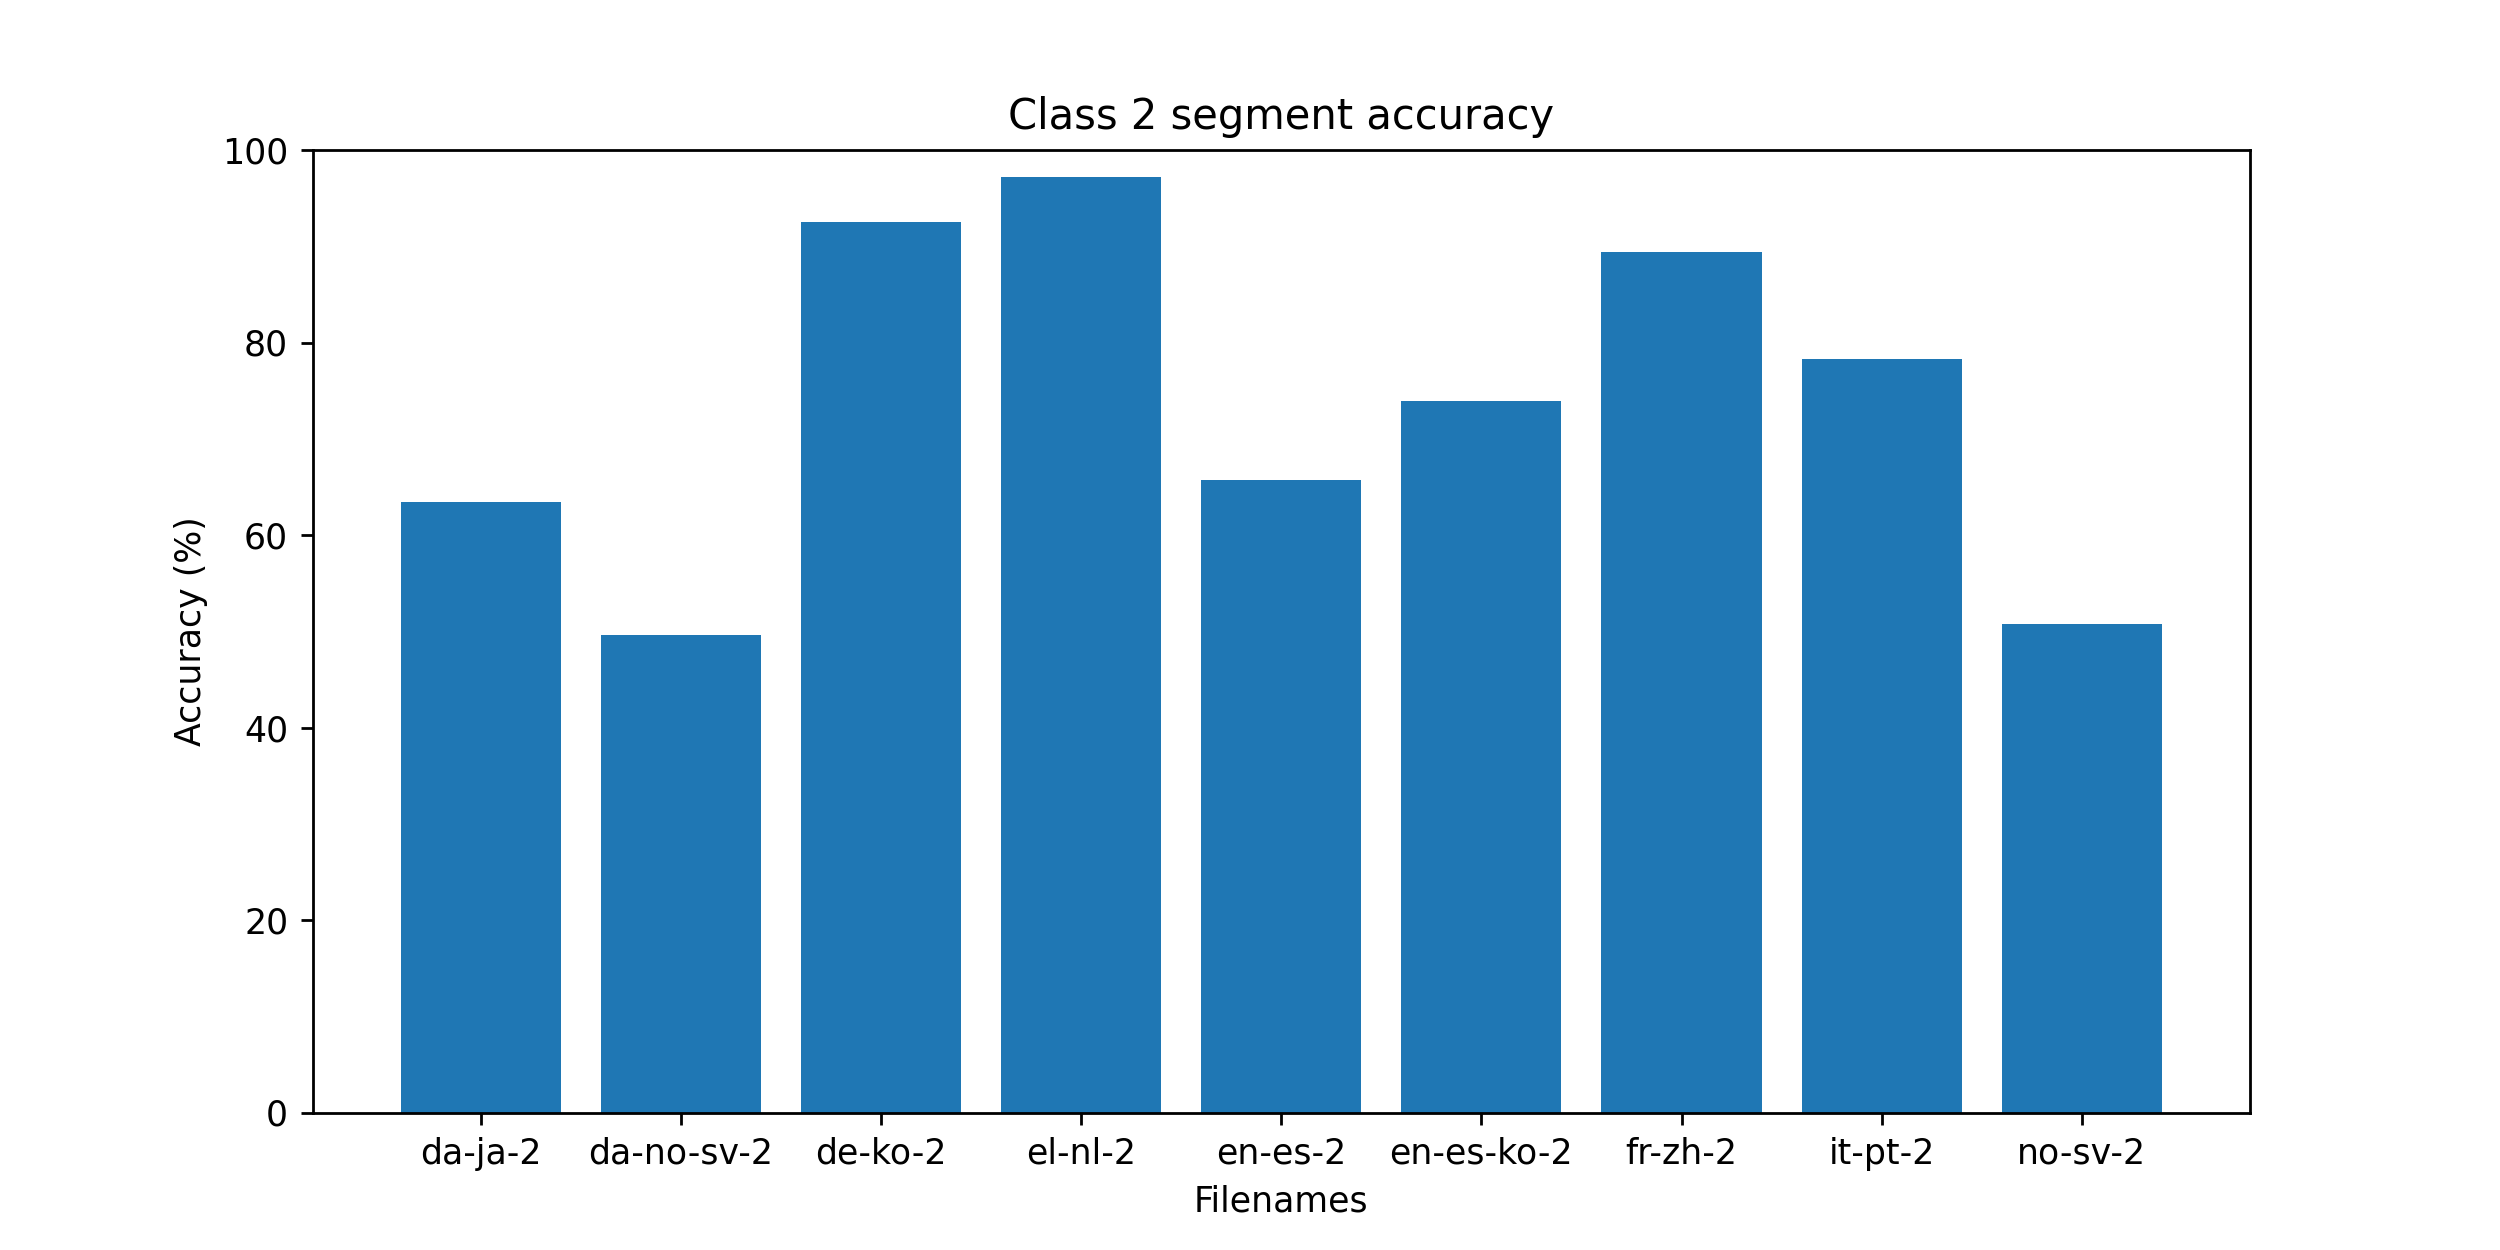 Class 2 segment accuracy
100
80
60
40
20
0
Accuracy (%)
da-ja-2 da-no-sv-2 de-ko-2 el-nl-2 en-es-2 en-es-ko-2 fr-zh-2 it-pt-2 no-sv-2
Filenames